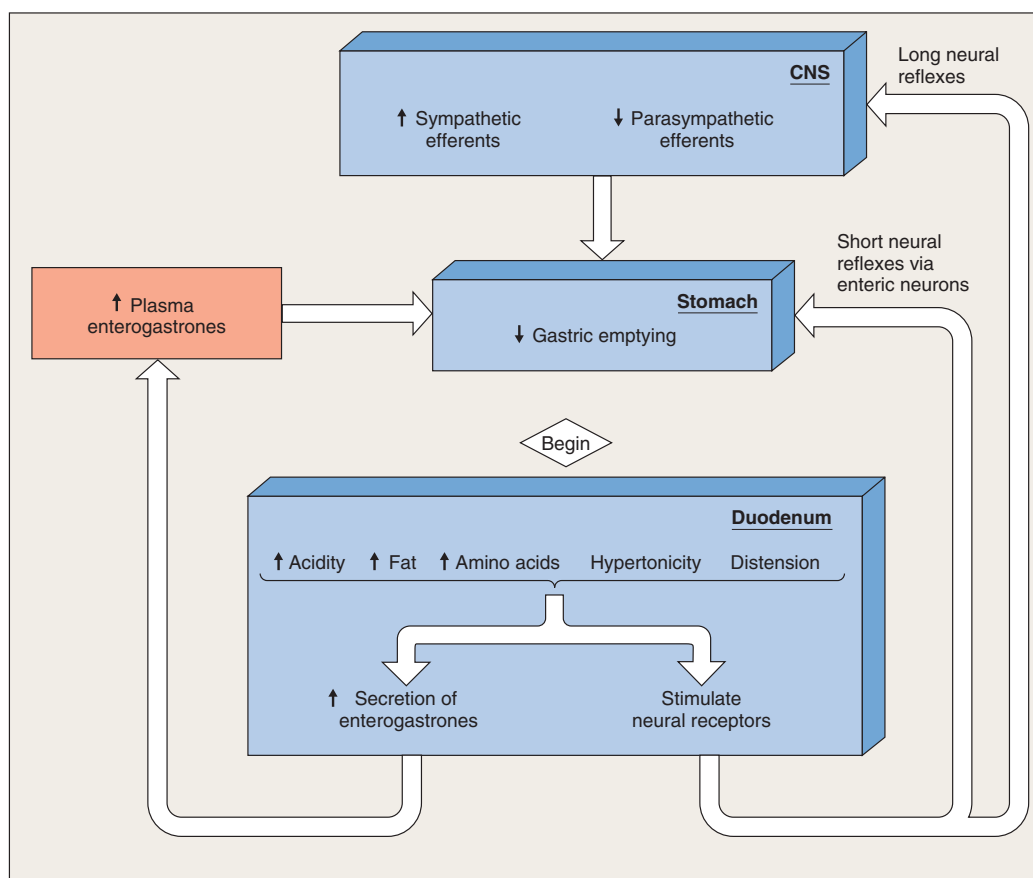 CNS
Long neural
reflexes
↑ Sympathetic
efferents
↓ Parasympathetic
efferents
Short neural
reflexes via
enteric neurons
↑ Plasma
enterogastrones
Stomach
↓ Gastric emptying
Begin
Duodenum
↑ Acidity ↑ Fat ↑ Amino acids Hypertonicity Distension
↑ Secretion of
enterogastrones
Stimulate
neural receptors